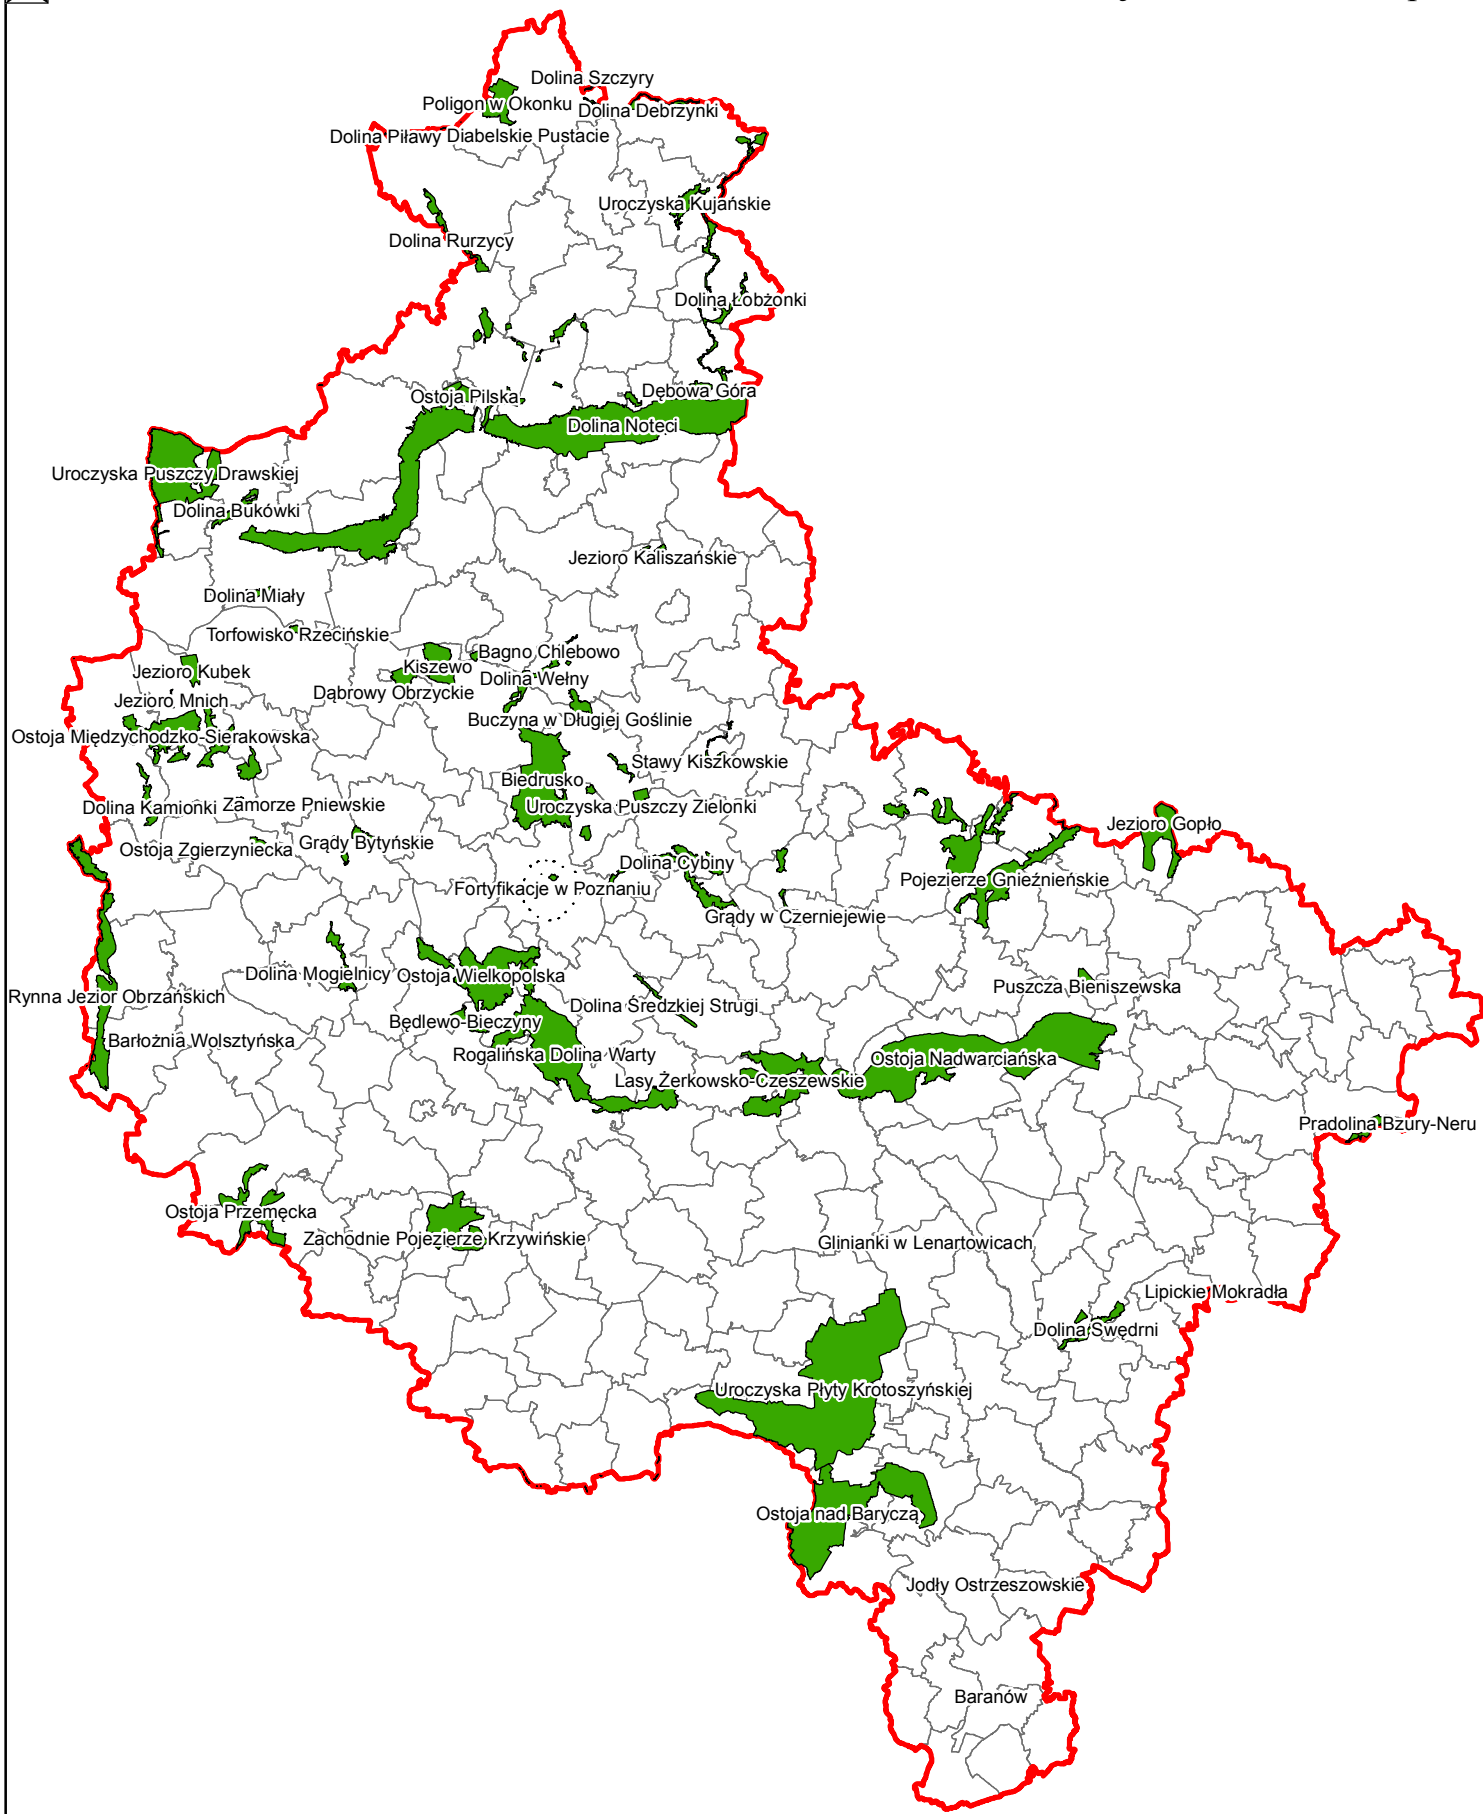 Dolina Szczyry
Poligon w Okonku
Dolina Debrzynki
Dolina Piławy Diabelskie Pustacie
Uroczyska Kujańskie
Dolina Rurzycy
Dolina Łobżonki
Dębowa Góra
Ostoja Pilska
Dolina Noteci
Uroczyska Puszczy Drawskiej
Dolina Bukówki
Jezioro Kaliszańskie
Dolina Miały
Torfowisko Rzecińskie
Bagno Chlebowo
Kiszewo
Jezioro Kubek
Dolina Wełny
Dąbrowy Obrzyckie
Jezioro Mnich
Buczyna w Długiej Goślinie
Ostoja Międzychodzko-Sierakowska
Stawy Kiszkowskie
Biedrusko
Dolina Kamionki
Zamorze Pniewskie
Uroczyska Puszczy Zielonki
Jezioro Gopło
Grądy Bytyńskie
Ostoja Zgierzyniecka
Dolina Cybiny
Pojezierze Gnieźnieńskie
Fortyfikacje w Poznaniu
Grądy w Czerniejewie
Dolina Mogielnicy
Ostoja Wielkopolska
Puszcza Bieniszewska
Rynna Jezior Obrzańskich
Dolina Średzkiej Strugi
Będlewo-Bieczyny
Barłożnia Wolsztyńska
Rogalińska Dolina Warty
Ostoja Nadwarciańska
Lasy Żerkowsko-Czeszewskie
Pradolina Bzury-Neru
Ostoja Przemęcka
Zachodnie Pojezierze Krzywińskie
Glinianki w Lenartowicach
Lipickie Mokradła
Dolina Swędrni
Uroczyska Płyty Krotoszyńskiej
Ostoja nad Baryczą
Jodły Ostrzeszowskie
Baranów